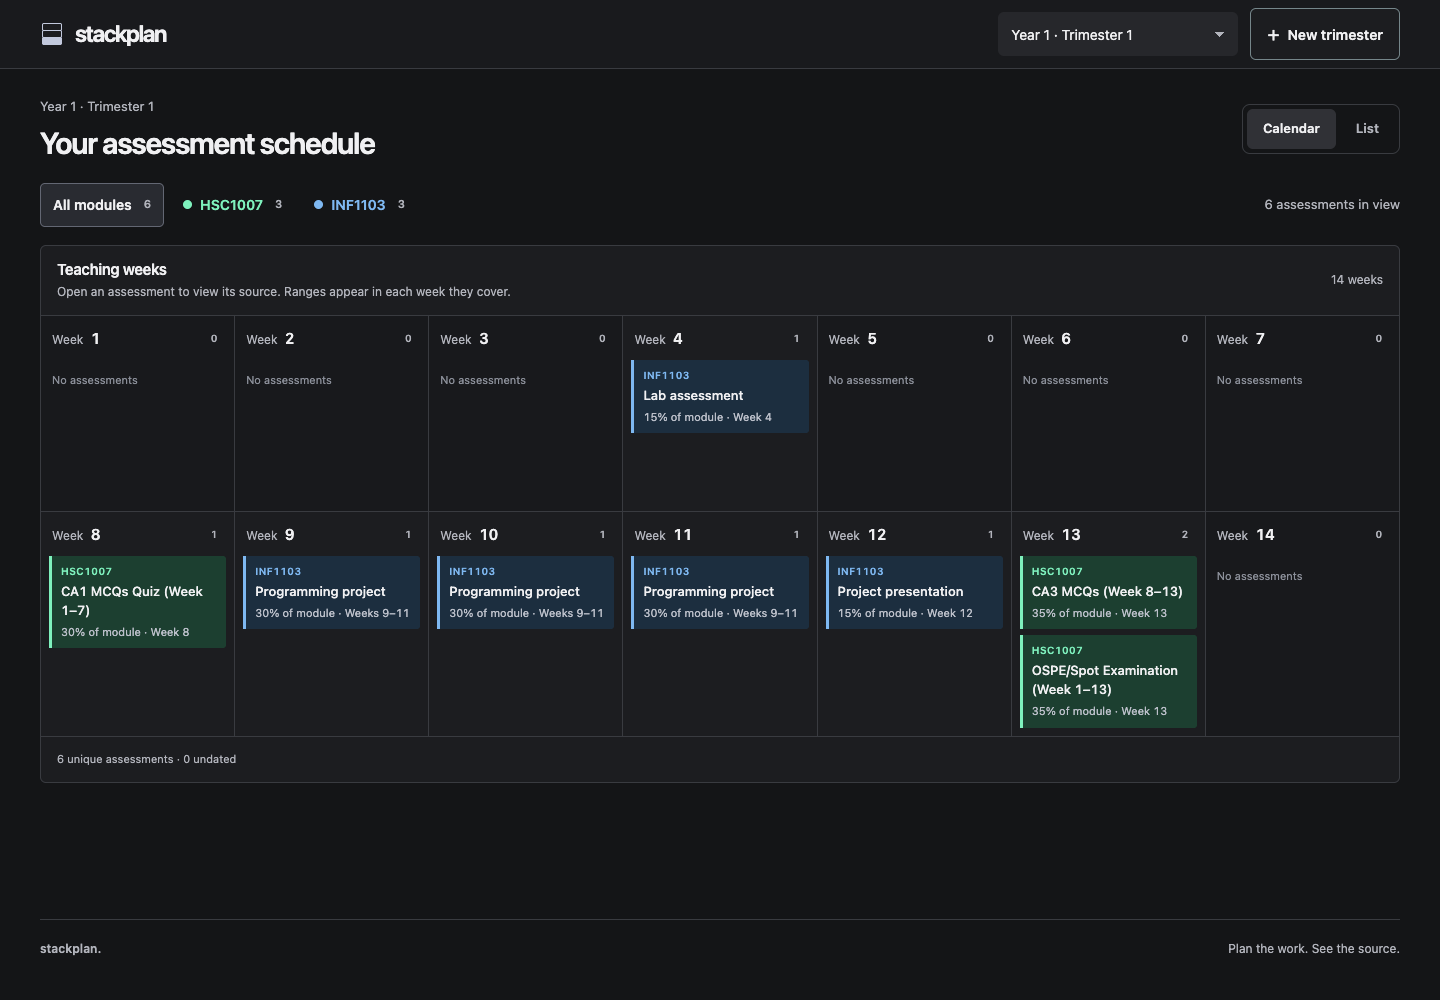 stackplan
Year 1 · Trimester 1
+ New trimester
Year 1 · Trimester 1
Your assessment schedule
Calendar
List
All modules 6
HSC1007 3
INF1103 3
6 assessments in view
Teaching weeks
Open an assessment to view its source. Ranges appear in each week they cover.
14 weeks
Week 1 0
No assessments
Week 2 0
No assessments
Week 3 0
No assessments
Week 4 1
INF1103
Lab assessment
15% of module · Week 4
Week 5 0
No assessments
Week 6 0
No assessments
Week 7 0
No assessments
Week 8 1
HSC1007
CA1 MCQs Quiz (Week
1–7)
30% of module · Week 8
Week 9 1
INF1103
Programming project
30% of module · Weeks 9–11
Week 10 1
INF1103
Programming project
30% of module · Weeks 9–11
Week 11 1
INF1103
Programming project
30% of module · Weeks 9–11
Week 12 1
INF1103
Project presentation
15% of module · Week 12
Week 13 2
HSC1007
CA3 MCQs (Week 8–13)
35% of module · Week 13
HSC1007
OSPE/Spot Examination
(Week 1–13)
35% of module · Week 13
Week 14 0
No assessments
6 unique assessments · 0 undated
stackplan.
Plan the work. See the source.